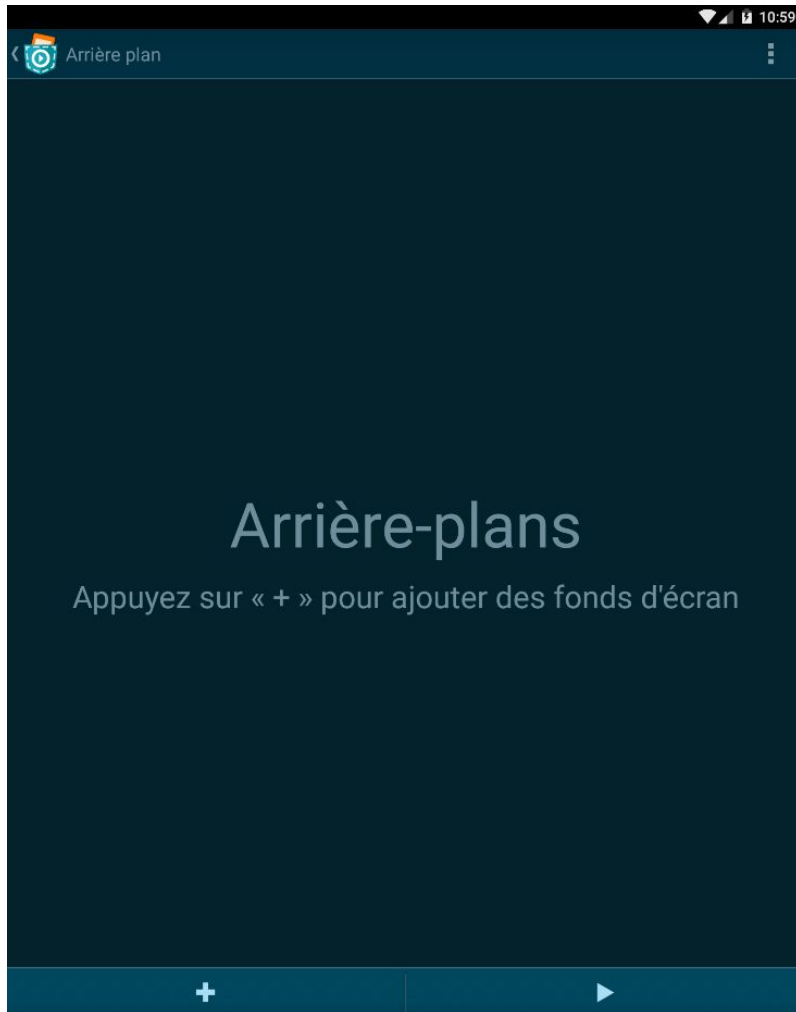 10:59
Arrière plan
Arrière-plans
Appuyez sur « + » pour ajouter des fonds d'écran